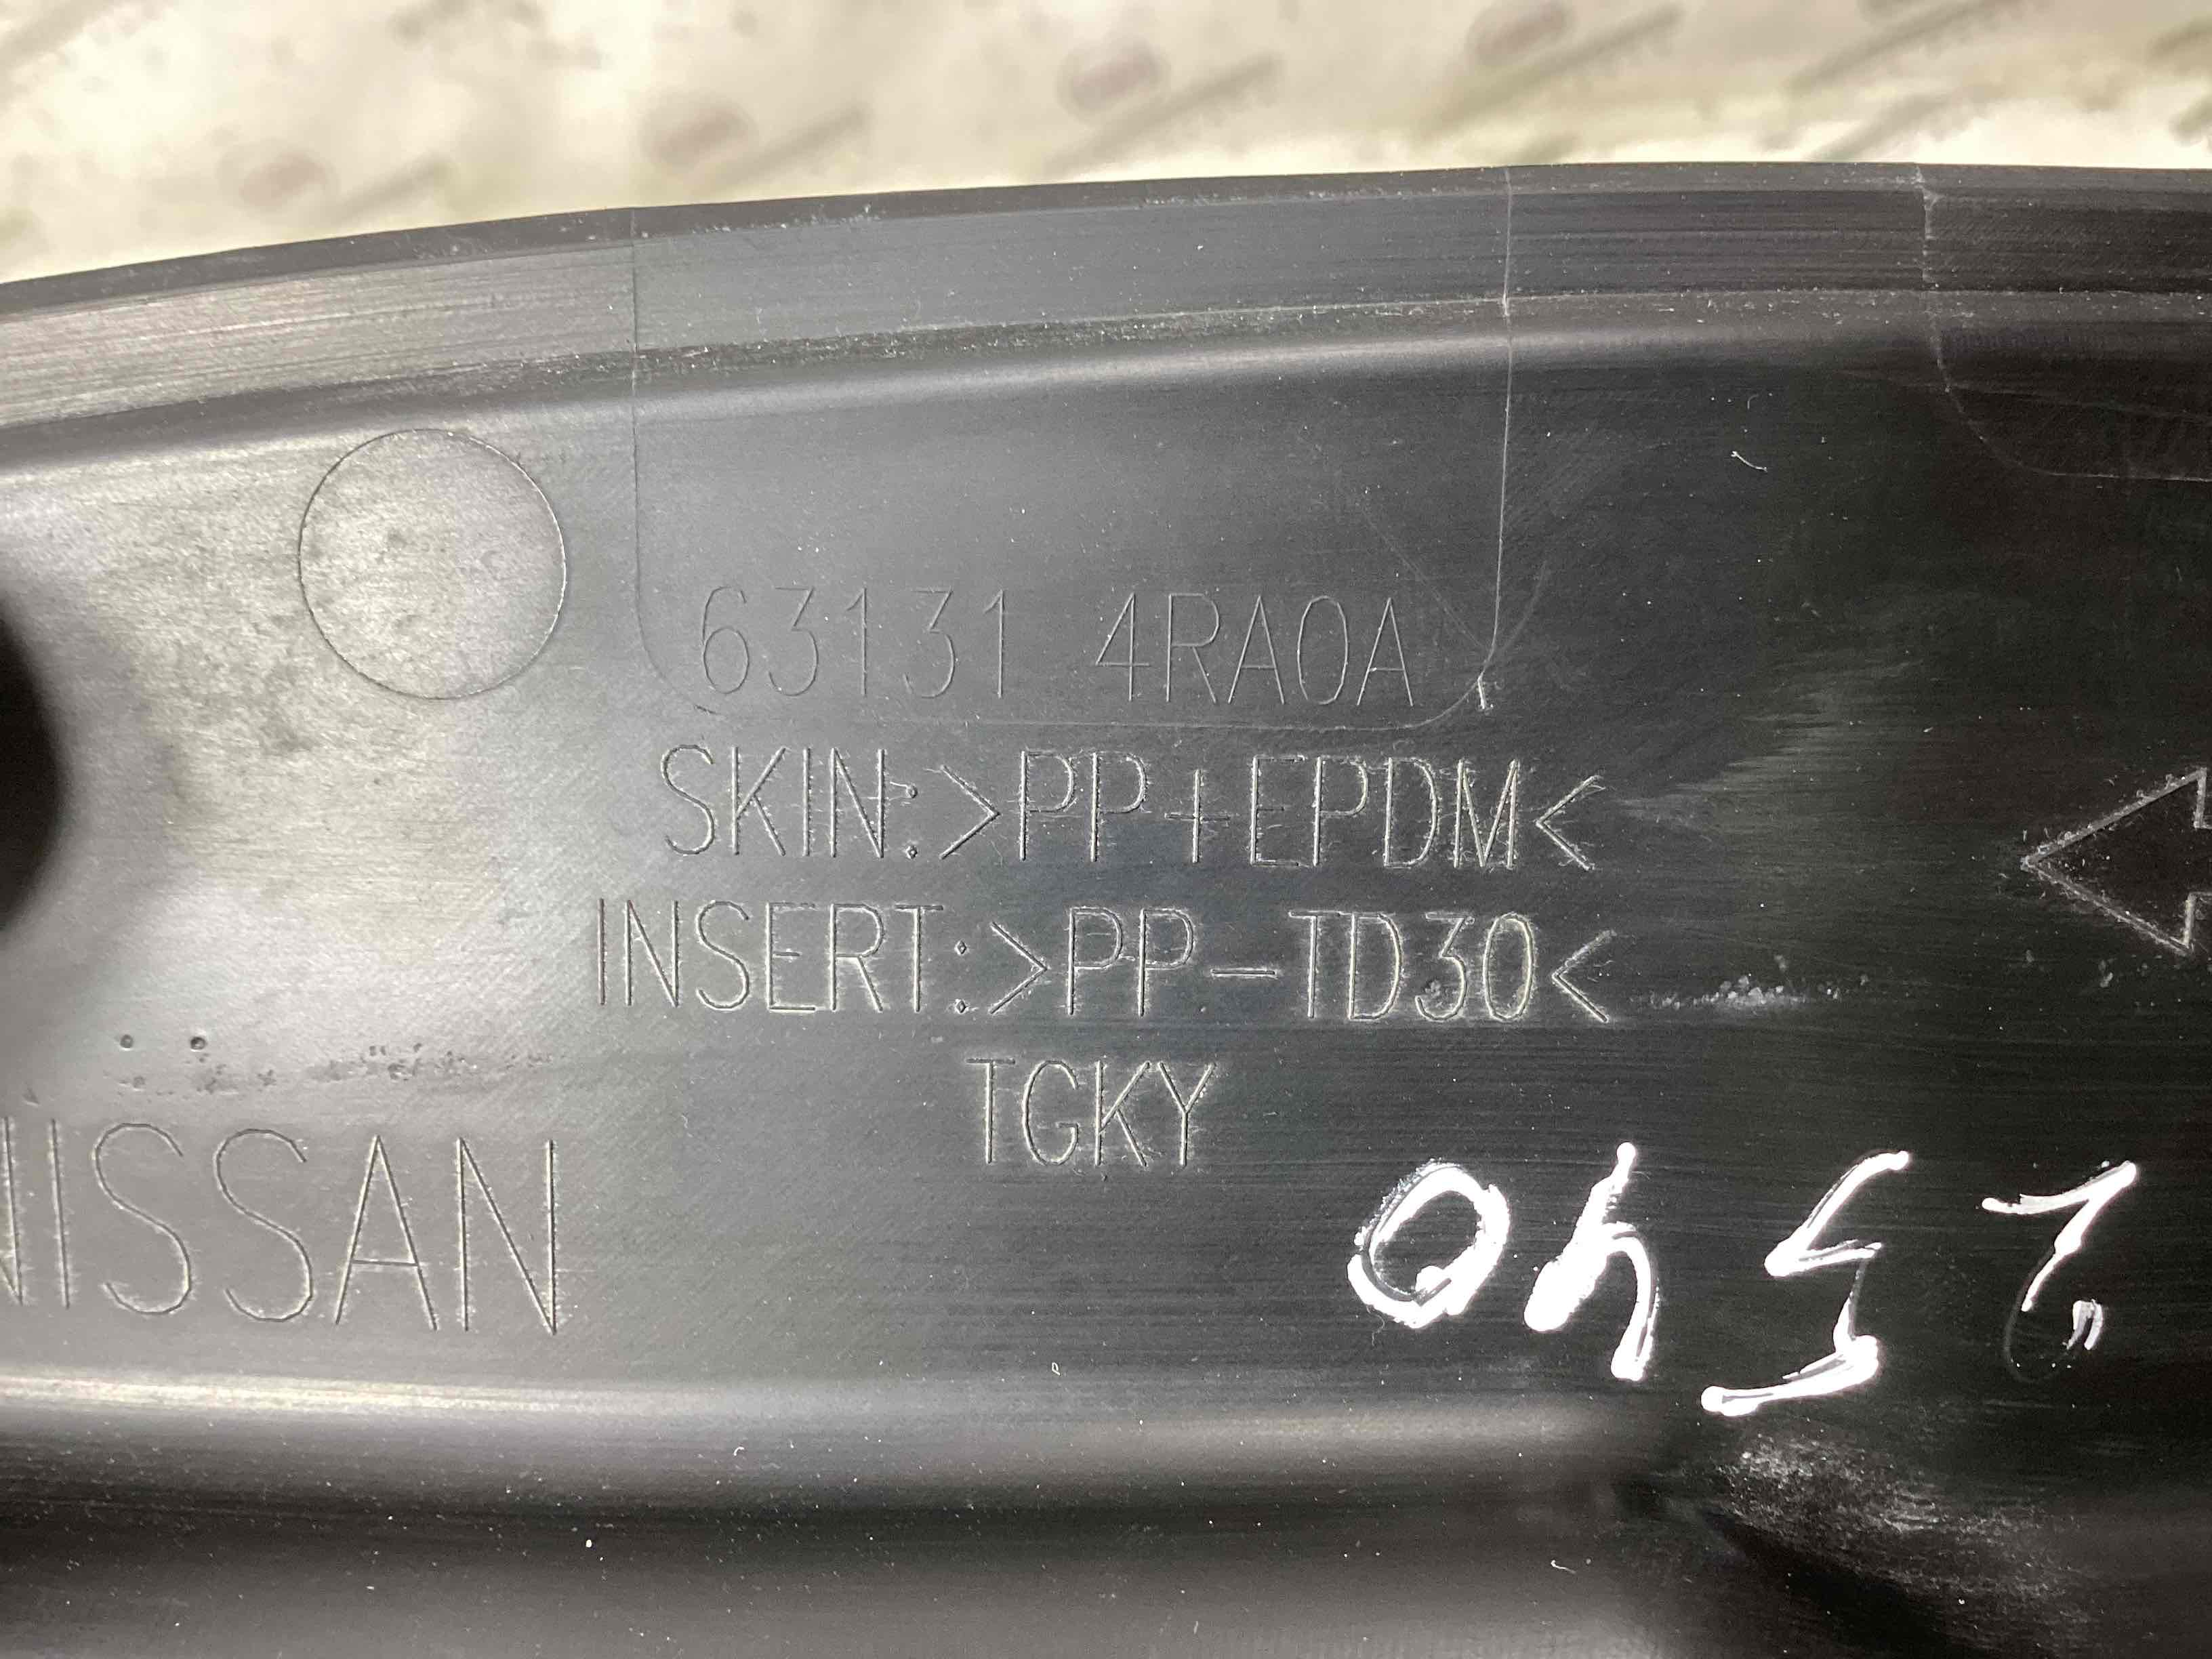 63131 4RA0A
SKIN:>PP+EPDM<
INSERT:>PP-TD30<
TGKY
NISSAN